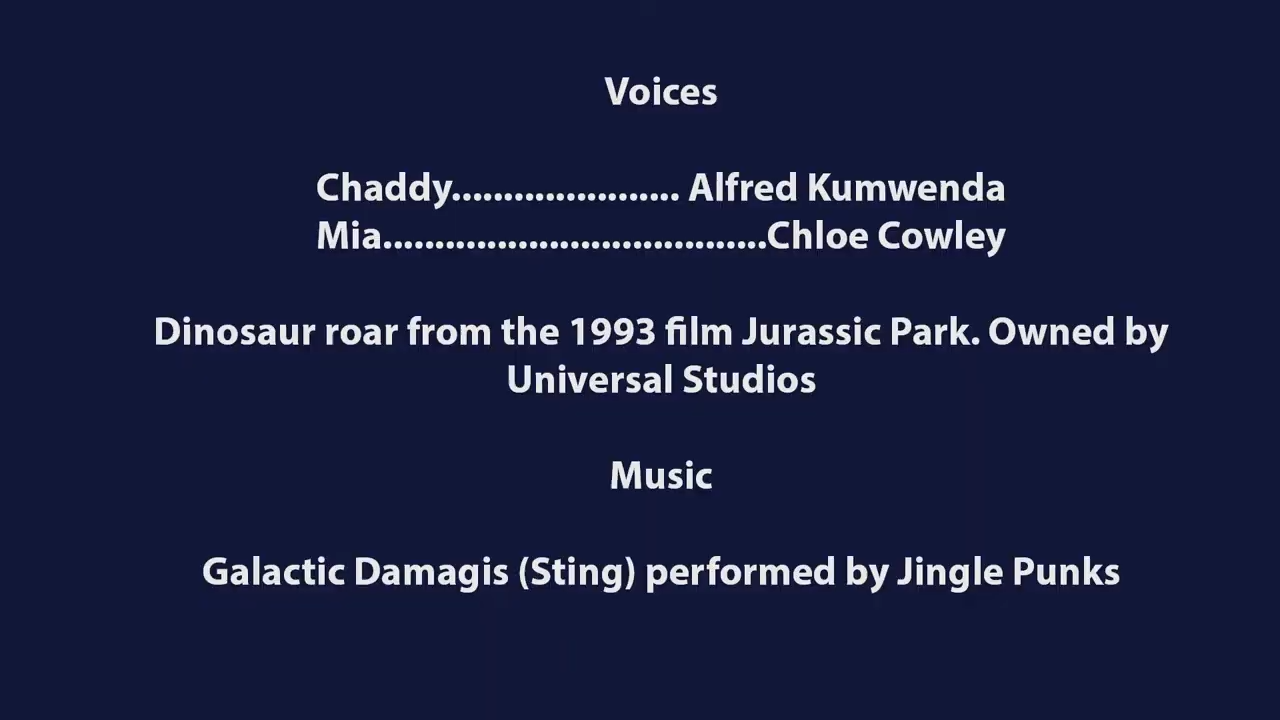 Voices
Chaddy...................... Alfred Kumwenda
Mia.....................................Chloe Cowley
Dinosaur roar from the 1993 film Jurassic Park. Owned by
Universal Studios
Music
Galactic Damagis (Sting) performed by Jingle Punks